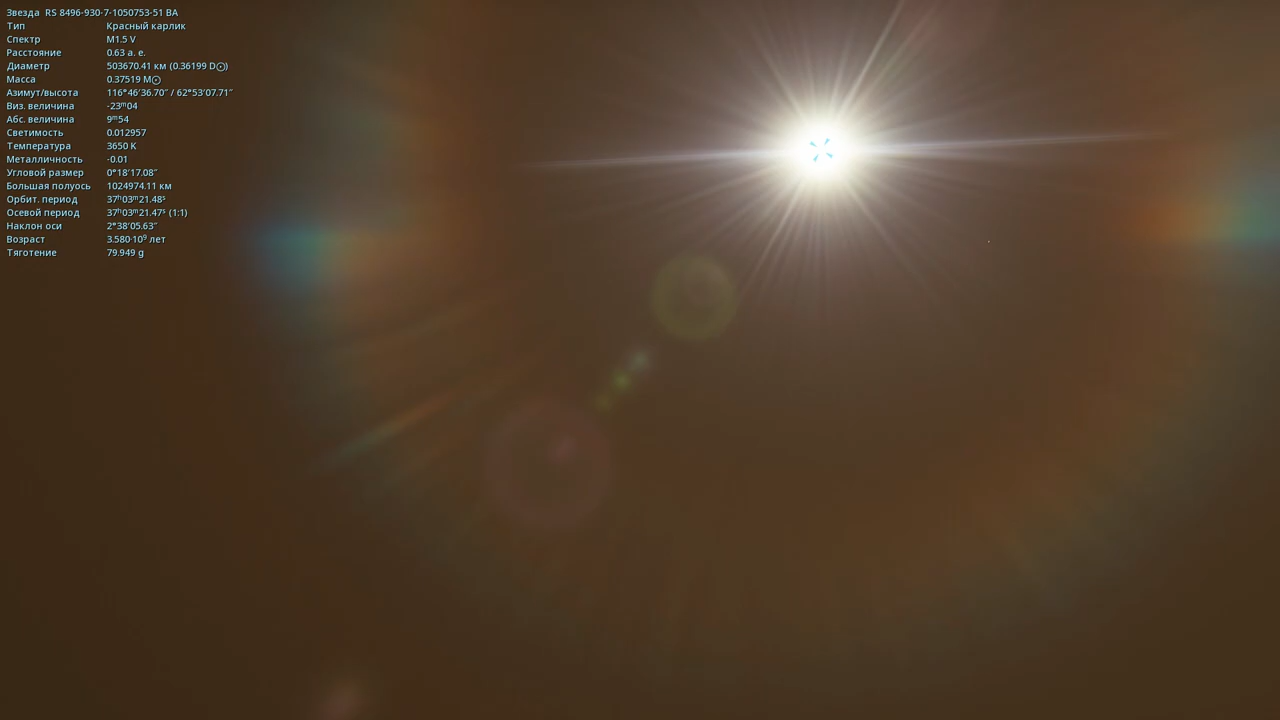 Звезда RS 8496-930-7-1050753-51 BA
Тип Красный карлик
Спектр M1.5 V
Расстояние 0.63 а. е.
Диаметр 503670.41 км (0.36199 D☉)
Масса 0.37519 M☉
Азимут/высота 116°46′36.70″ / 62°53′07.71″
Виз. величина -23ᵐ04
Абс. величина 9ᵐ54
Светимость 0.012957
Температура 3650 K
Металличность -0.01
Угловой размер 0°18′17.08″
Большая полуось 1024974.11 км
Орбит. период 37ʰ03ᵐ21.48ˢ
Осевой период 37ʰ03ᵐ21.47ˢ (1:1)
Наклон оси 2°38′05.63″
Возраст 3.580·10⁹ лет
Тяготение 79.949 g